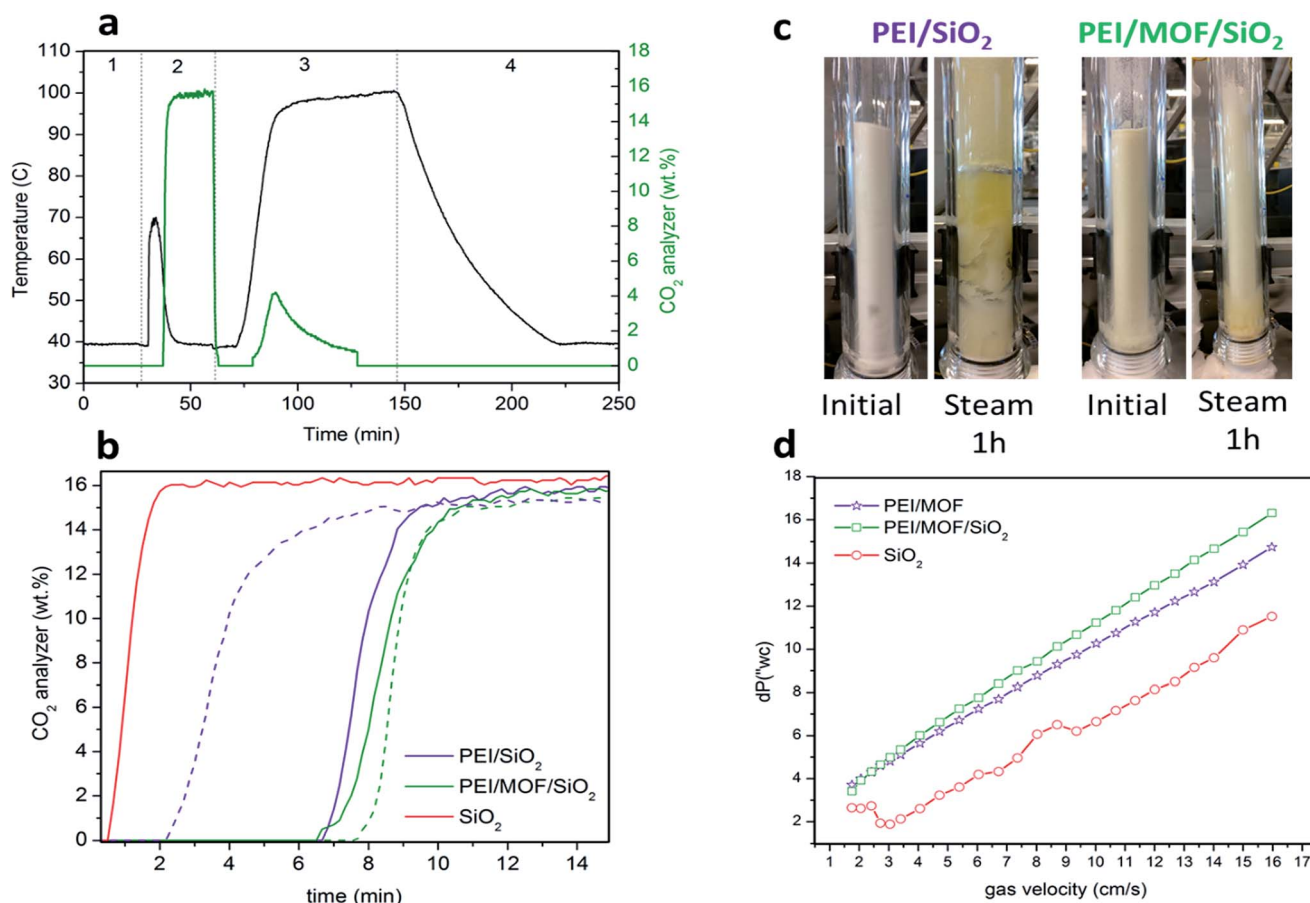 a
110
100
90
80
70
60
50
40
30
Temperature (C)
1
2
3
4
18
16
14
12
10
8
6
4
2
0
CO2 analyzer (wt.%)
0 50 100 150 200 250
Time (min)
b
16
14
12
10
8
6
4
2
0
CO2 analyzer (wt.%)
PEI/SiO2
PEI/MOF/SiO2
SiO2
2 4 6 8 10 12 14
time (min)
c
PEI/SiO2
PEI/MOF/SiO2
Initial
Steam
1h
Initial
Steam
1h
d
18
16
14
12
10
8
6
4
2
dP("wc)
PEI/MOF
PEI/MOF/SiO2
SiO2
1 2 3 4 5 6 7 8 9 10 11 12 13 14 15 16 17
gas velocity (cm/s)